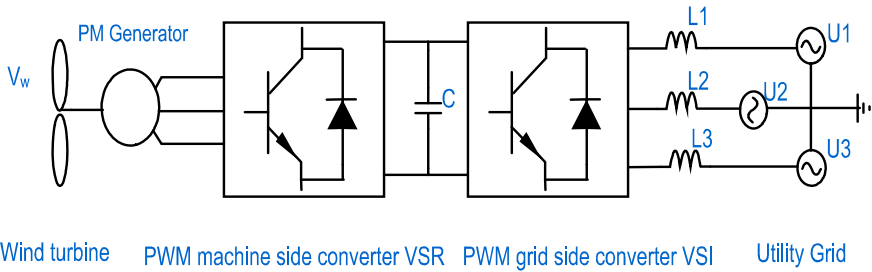 PM Generator
Vw
C
L1
U1
L2
U2
L3
U3
Wind turbine
PWM machine side converter VSR
PWM grid side converter VSI
Utility Grid